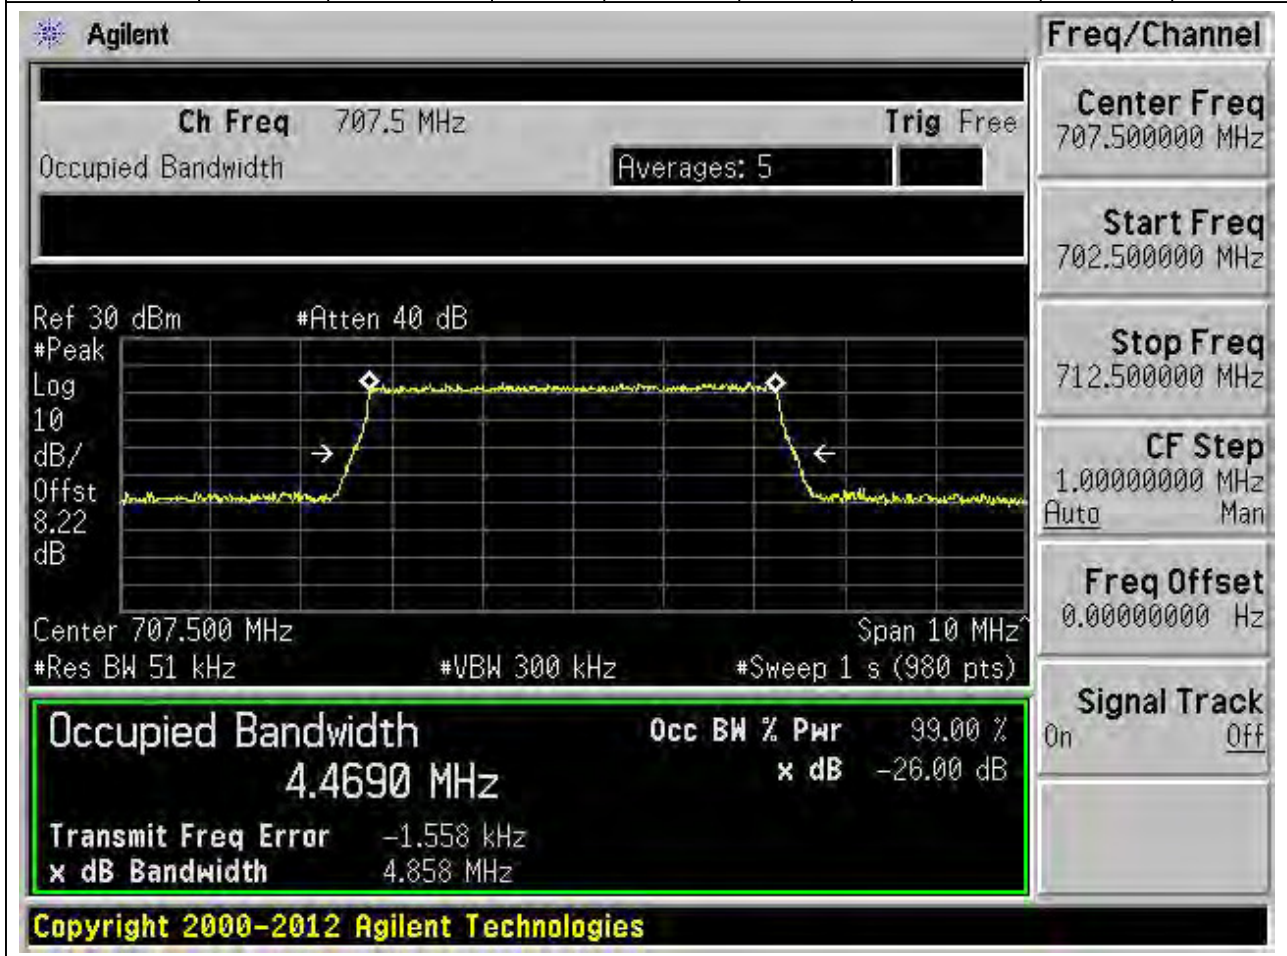 Agilent
Freq/Channel
Ch Freq 707.5 MHz Trig Free
Occupied Bandwidth Averages: 5
Center Freq
707.500000 MHz
Start Freq
702.500000 MHz
Stop Freq
712.500000 MHz
CF Step
1.00000000 MHz
Auto Man
Freq Offset
0.00000000 Hz
Signal Track
On Off
Ref 30 dBm #Atten 40 dB
#Peak
Log
10
dB/
Offst
8.22
dB
Center 707.500 MHz Span 10 MHz^
#Res BW 51 kHz #VBW 300 kHz #Sweep 1 s (980 pts)
Occupied Bandwidth Occ BW % Pwr 99.00 %
4.4690 MHz x dB -26.00 dB
Transmit Freq Error -1.558 kHz
x dB Bandwidth 4.858 MHz
Copyright 2000-2012 Agilent Technologies